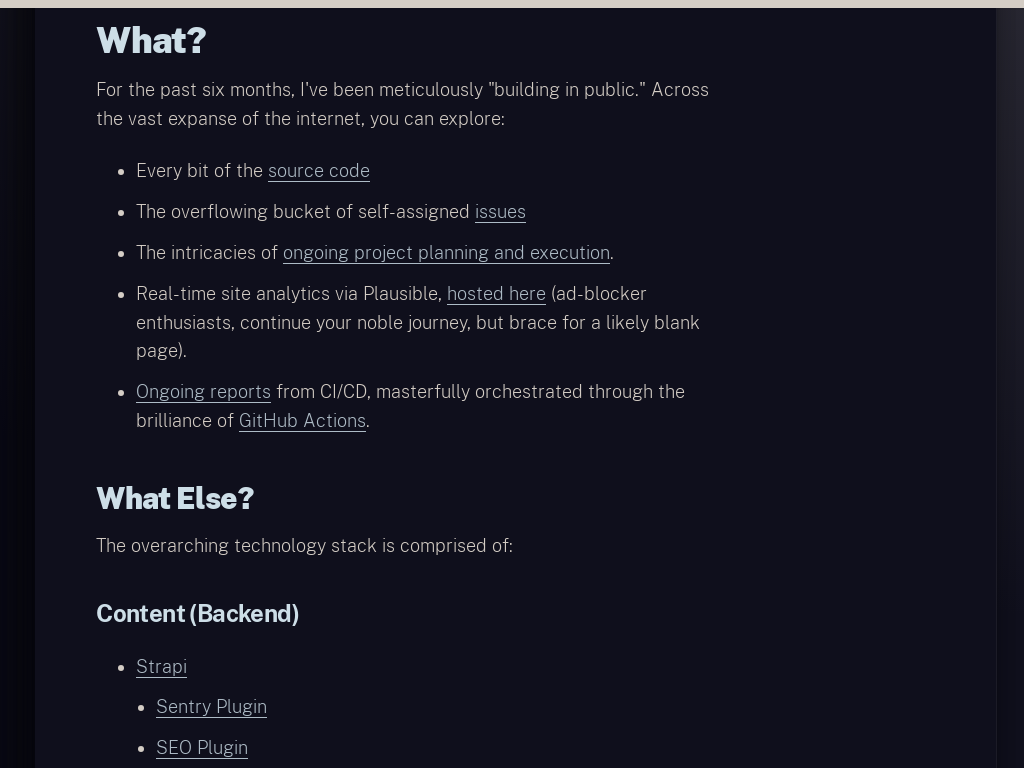 What?
For the past six months, I've been meticulously "building in public." Across
the vast expanse of the internet, you can explore:
Every bit of the source code
The overflowing bucket of self-assigned issues
The intricacies of ongoing project planning and execution.
Real-time site analytics via Plausible, hosted here (ad-blocker
enthusiasts, continue your noble journey, but brace for a likely blank
page).
Ongoing reports from CI/CD, masterfully orchestrated through the
brilliance of GitHub Actions.
What Else?
The overarching technology stack is comprised of:
Content (Backend)
Strapi
Sentry Plugin
SEO Plugin